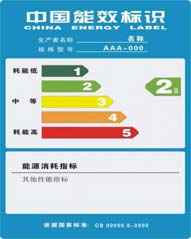 中国能效标识
CHINA ENERGY LABEL
生产者名称 名称
规格型号 AAA-000
耗能低 1
2
2级
中等 3
4
耗能高 5
能源消耗指标
其他性能指标
依据国家标准: GB 00000.0-0000